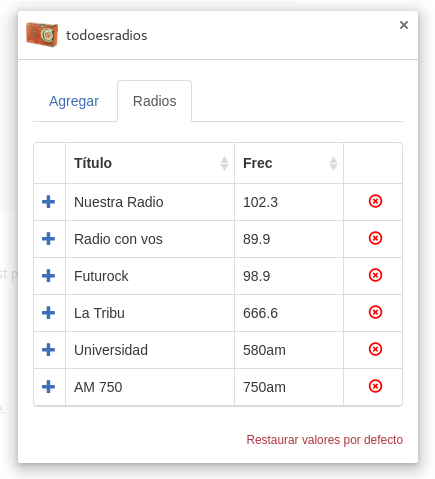 todoesradios
×
Agregar
Radios
Título Frec
Nuestra Radio 102.3
Radio con vos 89.9
Futurock 98.9
La Tribu 666.6
Universidad 580am
AM 750 750am
Restaurar valores por defecto